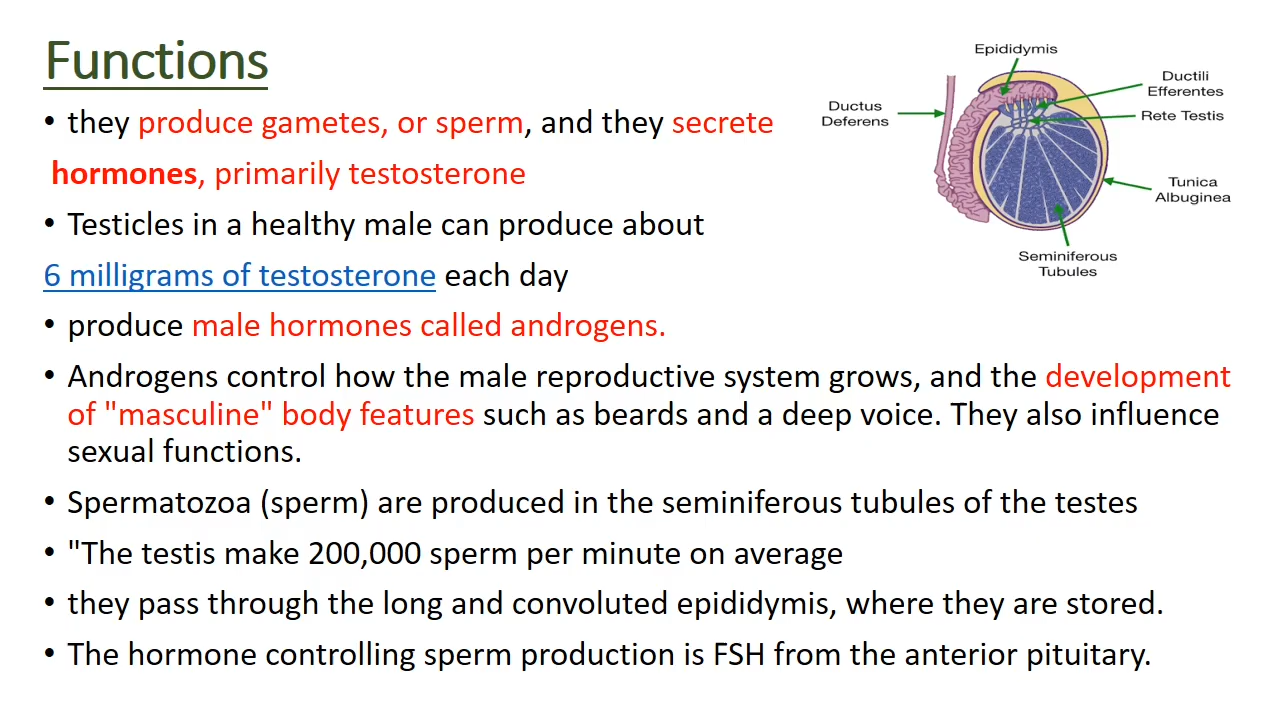 Functions
• they produce gametes, or sperm, and they secrete
hormones, primarily testosterone
• Testicles in a healthy male can produce about
6 milligrams of testosterone each day
• produce male hormones called androgens.
• Androgens control how the male reproductive system grows, and the development
of "masculine" body features such as beards and a deep voice. They also influence
sexual functions.
• Spermatozoa (sperm) are produced in the seminiferous tubules of the testes
• "The testis make 200,000 sperm per minute on average
• they pass through the long and convoluted epididymis, where they are stored.
• The hormone controlling sperm production is FSH from the anterior pituitary.
Epididymis
Ductili
Efferentes
Ductus
Deferens
Rete Testis
Tunica
Albuginea
Seminiferous
Tubules